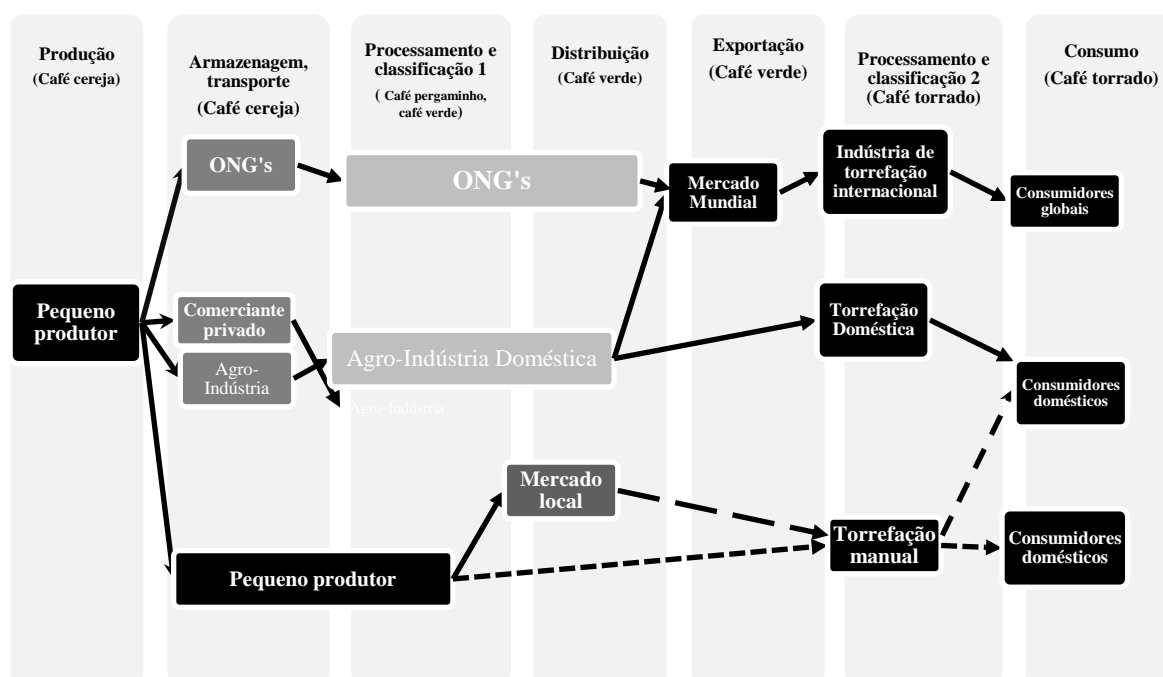 Produção
(Café cereja)
Armazenagem,
transporte
(Café cereja)
Processamento e
classificação 1
( Café pergaminho,
café verde)
Distribuição
(Café verde)
Exportação
(Café verde)
Processamento e
classificação 2
(Café torrado)
Consumo
(Café torrado)
ONG's
ONG's
Mercado
Mundial
Indústria de
torrefação
internacional
Consumidores
globais
Pequeno
produtor
Comerciante
privado
Agro-
Indústria
Agro-Indústria Doméstica
Agro-Indústria
Torrefação
Doméstica
Consumidores
domésticos
Mercado
local
Pequeno produtor
Torrefação
manual
Consumidores
domésticos